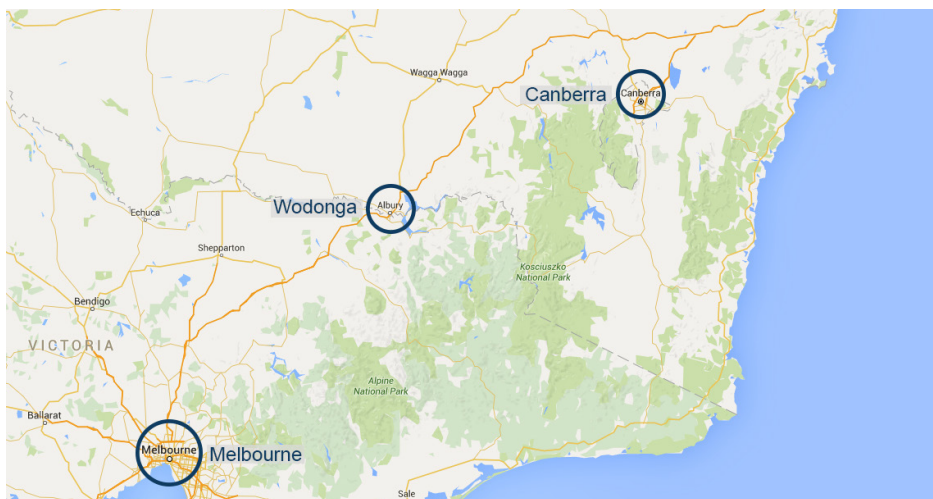 Wagga Wagga
Canberra
Canberra
Wodonga
Albury
Echuca
Shepparton
Kosciuszko
National Park
Bendigo
VICTORIA
Alpine
National Park
Ballarat
Melbourne
Melbourne
Sale